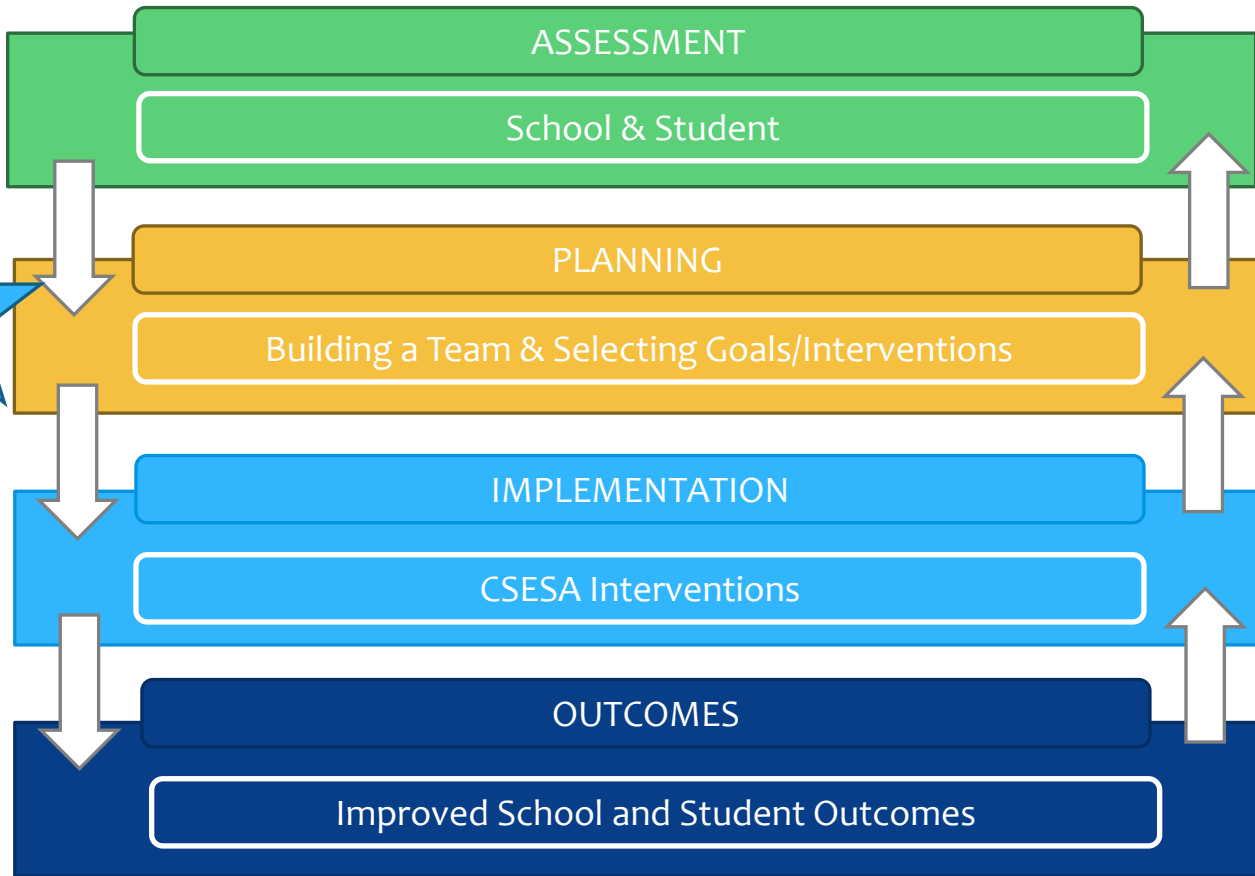 ASSESSMENT
School & Student
PLANNING
Building a Team & Selecting Goals/Interventions
IMPLEMENTATION
CSESA Interventions
OUTCOMES
Improved School and Student Outcomes